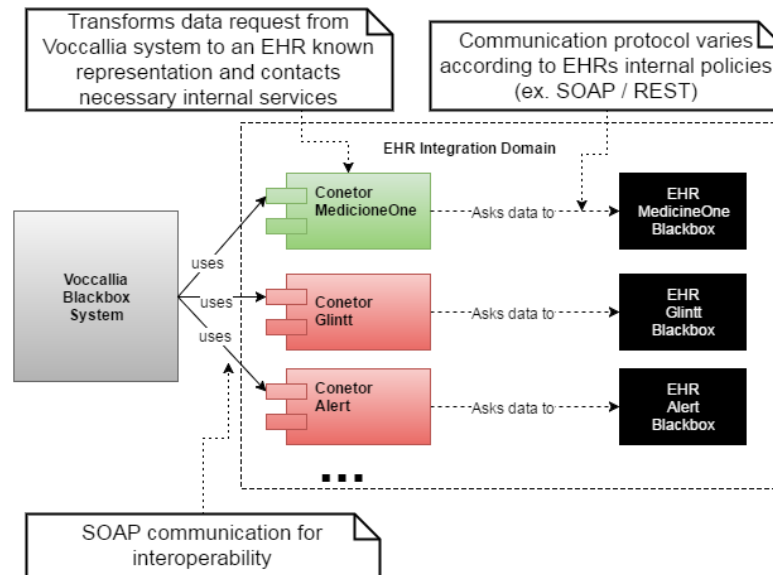 Transforms data request from
Voccallia system to an EHR known
representation and contacts
necessary internal services
Communication protocol varies
according to EHRs internal policies
(ex. SOAP / REST)
EHR Integration Domain
Conetor
MedicioneOne
Asks data to
EHR
MedicineOne
Blackbox
Voccallia
Blackbox
System
uses
uses
uses
Conetor
Glintt
Asks data to
EHR
Glintt
Blackbox
Conetor
Alert
Asks data to
EHR
Alert
Blackbox
...
SOAP communication for
interoperability